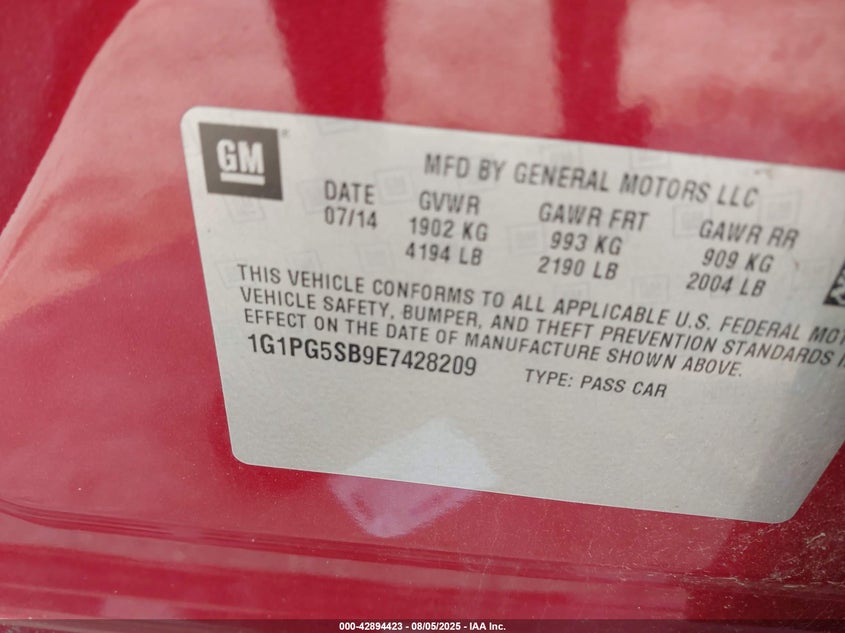 GM ®
MFD BY GENERAL MOTORS LLC
DATE GVWR GAWR FRT GAWR RR
07/14 1902 KG 993 KG 909 KG
4194 LB 2190 LB 2004 LB
THIS VEHICLE CONFORMS TO ALL APPLICABLE U.S. FEDERAL MOT
VEHICLE SAFETY, BUMPER, AND THEFT PREVENTION STANDARDS I
EFFECT ON THE DATE OF MANUFACTURE SHOWN ABOVE.
1G1PG5SB9E7428209 TYPE: PASS CAR
000-42894423 - 08/05/2025 - IAA Inc.